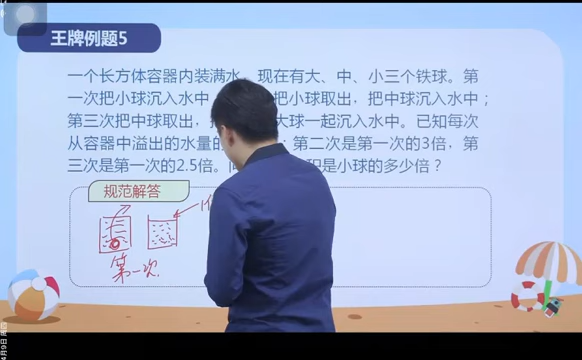 王牌例题5
一个长方体容器内装满水。现在有大、中、小三个铁球。第
一次把小球沉入水中 把小球取出，把中球沉入水中；
第三次把中球取出， 大球一起沉入水中。已知每次
从容器中溢出的水量的 ；第二次是第一次的3倍，第
三次是第一次的2.5倍。 积是小球的多少倍？
规范解答
第一次.
4月9日 周四